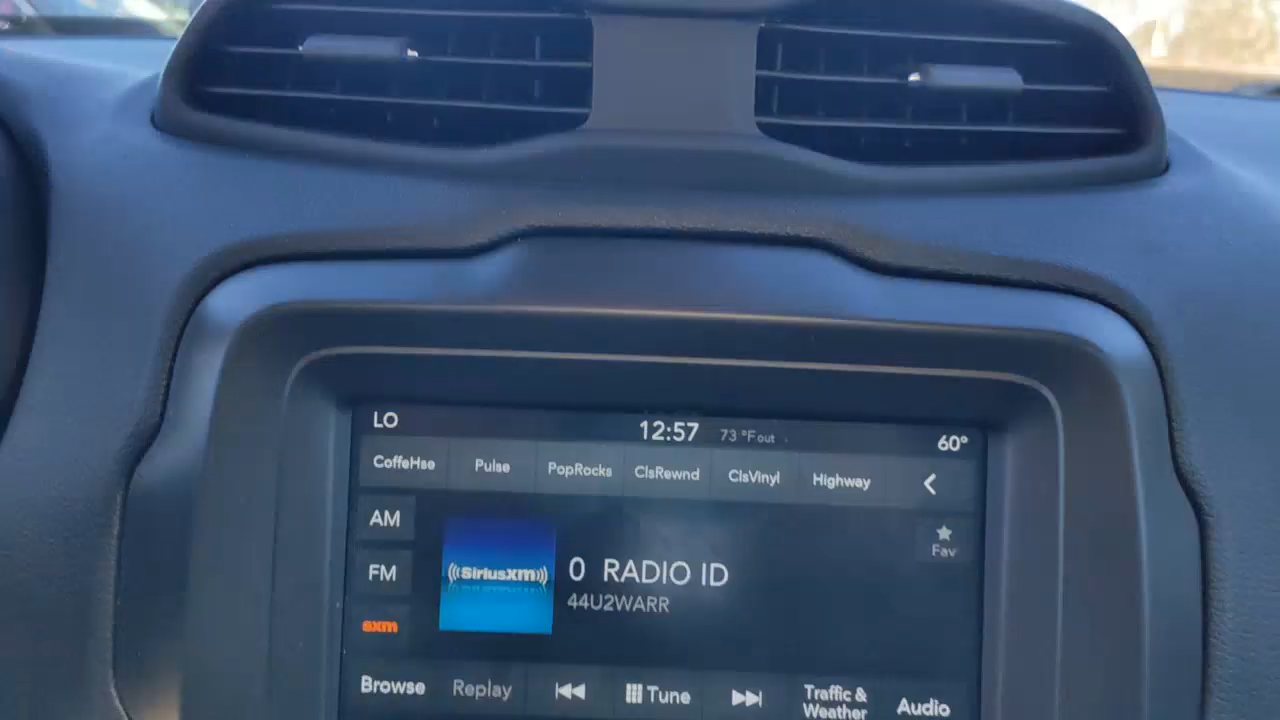 LO 12:57 73 °F out 60°
CoffeHse Pulse PopRocks ClsRewnd ClsVinyl Highway
AM
FM
sxm
SiriusXM
0 RADIO ID
44U2WARR
Fav
Browse Replay Tune Traffic & Weather Audio